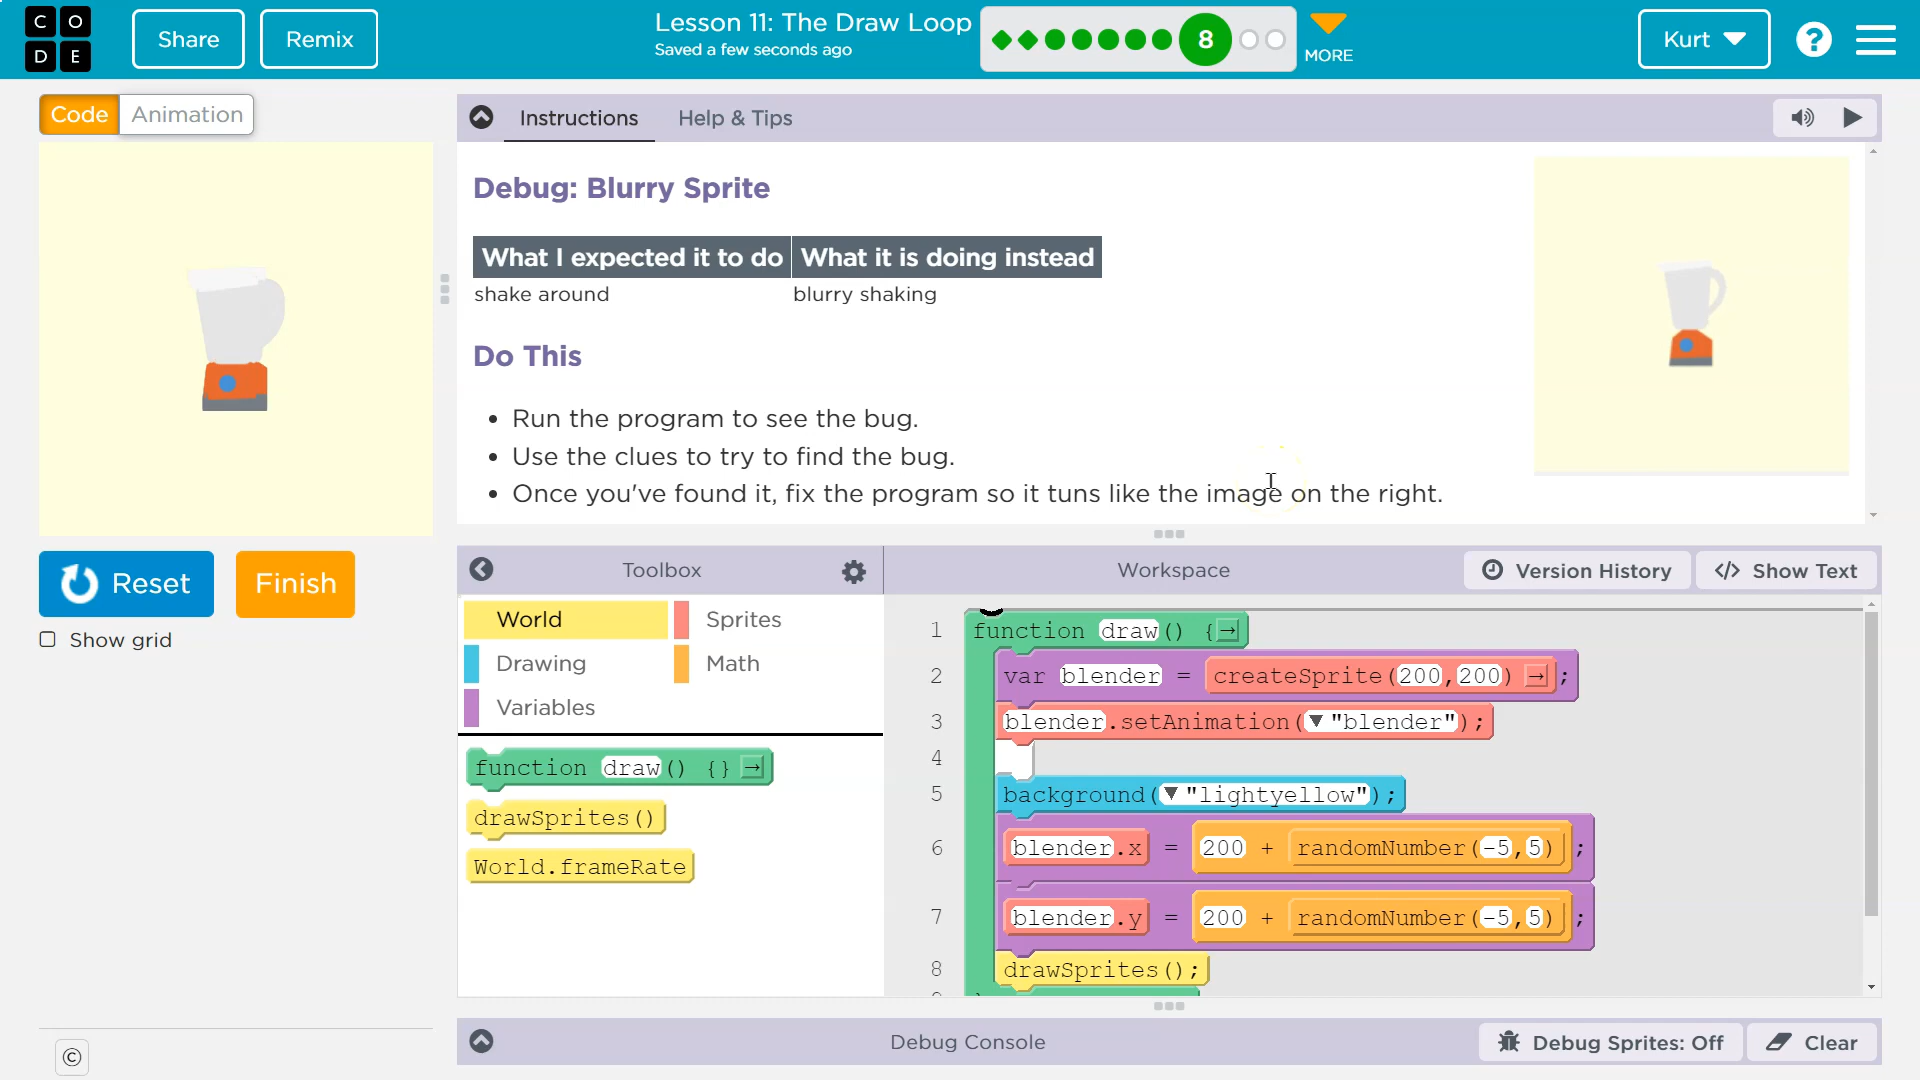 CODE
Share
Remix
Lesson 11: The Draw Loop
Saved a few seconds ago
8
MORE
Kurt
?
Code
Animation
Instructions
Help & Tips
Debug: Blurry Sprite
What I expected it to do What it is doing instead
shake around blurry shaking
Do This
• Run the program to see the bug.
• Use the clues to try to find the bug.
• Once you've found it, fix the program so it tuns like the image on the right.
Reset
Finish
Show grid
Toolbox
Workspace
Version History
</> Show Text
World
Sprites
Drawing
Math
Variables
function draw() {} →
drawSprites()
World.frameRate
1 function draw() { →
2 var blender = createSprite(200,200) → ;
3 blender.setAnimation(▼ "blender");
4
5 background(▼ "lightyellow");
6 blender.x = 200 + randomNumber(-5,5) ;
7 blender.y = 200 + randomNumber(-5,5) ;
8 drawSprites();
©
Debug Console
Debug Sprites: Off
Clear